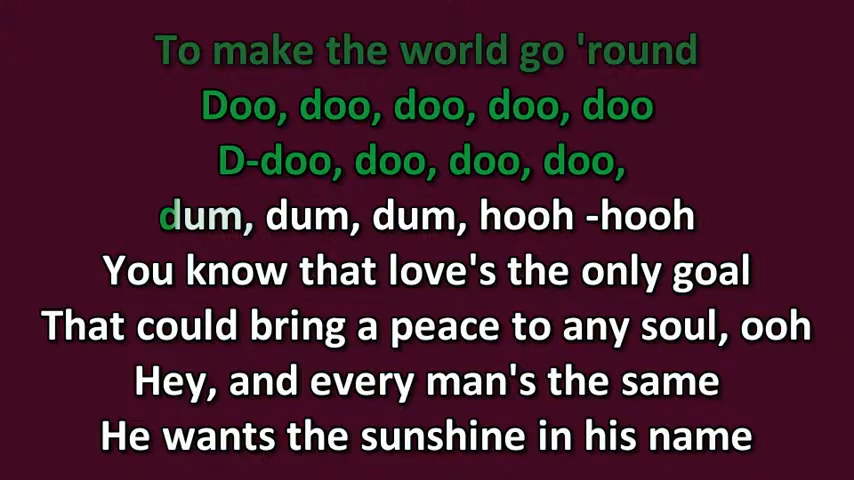 To make the world go 'round
Doo, doo, doo, doo, doo
D-doo, doo, doo, doo,
dum, dum, dum, hooh -hooh
You know that love's the only goal
That could bring a peace to any soul, ooh
Hey, and every man's the same
He wants the sunshine in his name